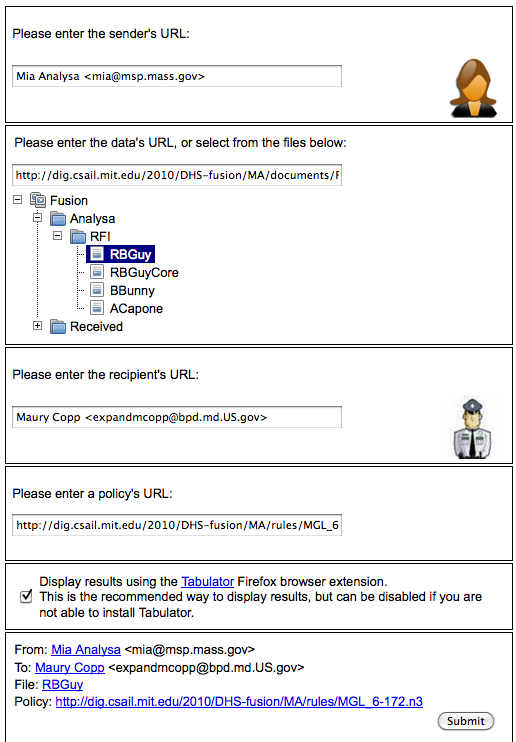 Please enter the sender's URL:
Mia Analysa <mia@msp.mass.gov>
Please enter the data's URL, or select from the files below:
http://dig.csail.mit.edu/2010/DHS-fusion/MA/documents/F
Fusion
Analysa
RFI
RBGuy
RBGuyCore
BBunny
ACapone
Received
Please enter the recipient's URL:
Maury Copp <expandmcopp@bpd.md.US.gov>
Please enter a policy's URL:
http://dig.csail.mit.edu/2010/DHS-fusion/MA/rules/MGL_6
Display results using the Tabulator Firefox browser extension.
This is the recommended way to display results, but can be disabled if you are
not able to install Tabulator.
From: Mia Analysa <mia@msp.mass.gov>
To: Maury Copp <expandmcopp@bpd.md.US.gov>
File: RBGuy
Policy: http://dig.csail.mit.edu/2010/DHS-fusion/MA/rules/MGL_6-172.n3
Submit